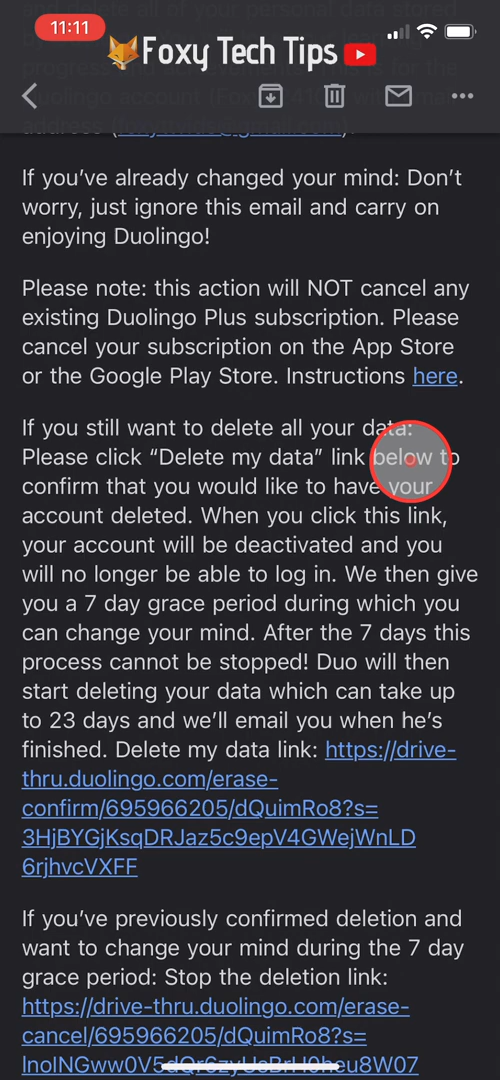 11:11
Foxy Tech Tips
If you’ve already changed your mind: Don’t
worry, just ignore this email and carry on
enjoying Duolingo!
Please note: this action will NOT cancel any
existing Duolingo Plus subscription. Please
cancel your subscription on the App Store
or the Google Play Store. Instructions here.
If you still want to delete all your data:
Please click “Delete my data” link below to
confirm that you would like to have your
account deleted. When you click this link,
your account will be deactivated and you
will no longer be able to log in. We then give
you a 7 day grace period during which you
can change your mind. After the 7 days this
process cannot be stopped! Duo will then
start deleting your data which can take up
to 23 days and we’ll email you when he’s
finished. Delete my data link: https://drive-
thru.duolingo.com/erase-
confirm/695966205/dQuimRo8?s=
3HjBYGjKsqDRJaz5c9epV4GWejWnLD
6rjhvcVXFF
If you’ve previously confirmed deletion and
want to change your mind during the 7 day
grace period: Stop the deletion link:
https://drive-thru.duolingo.com/erase-
cancel/695966205/dQuimRo8?s=